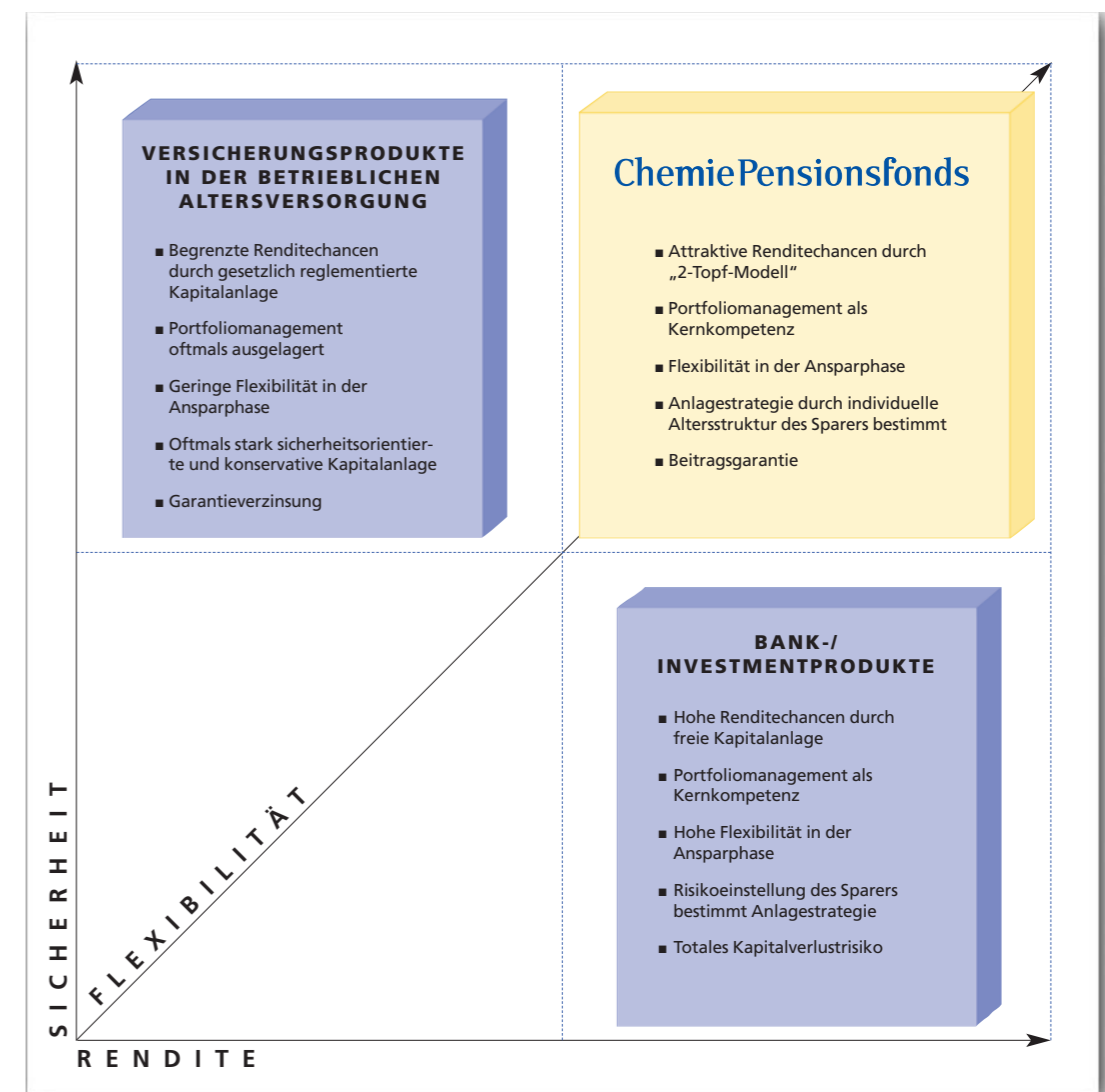 VERSICHERUNGSPRODUKTE
IN DER BETRIEBLICHEN
ALTERSVERSORGUNG
■ Begrenzte Renditechancen
durch gesetzlich reglementierte
Kapitalanlage
■ Portfoliomanagement
oftmals ausgelagert
■ Geringe Flexibilität in der
Ansparphase
■ Oftmals stark sicherheitsorientier-
te und konservative Kapitalanlage
■ Garantieverzinsung
ChemiePensionsfonds
■ Attraktive Renditechancen durch
„2-Topf-Modell“
■ Portfoliomanagement als
Kernkompetenz
■ Flexibilität in der Ansparphase
■ Anlagestrategie durch individuelle
Altersstruktur des Sparers bestimmt
■ Beitragsgarantie
BANK-/
INVESTMENTPRODUKTE
■ Hohe Renditechancen durch
freie Kapitalanlage
■ Portfoliomanagement als
Kernkompetenz
■ Hohe Flexibilität in der
Ansparphase
■ Risikoeinstellung des Sparers
bestimmt Anlagestrategie
■ Totales Kapitalverlustrisiko
SICHERHEIT
FLEXIBILITÄT
RENDITE